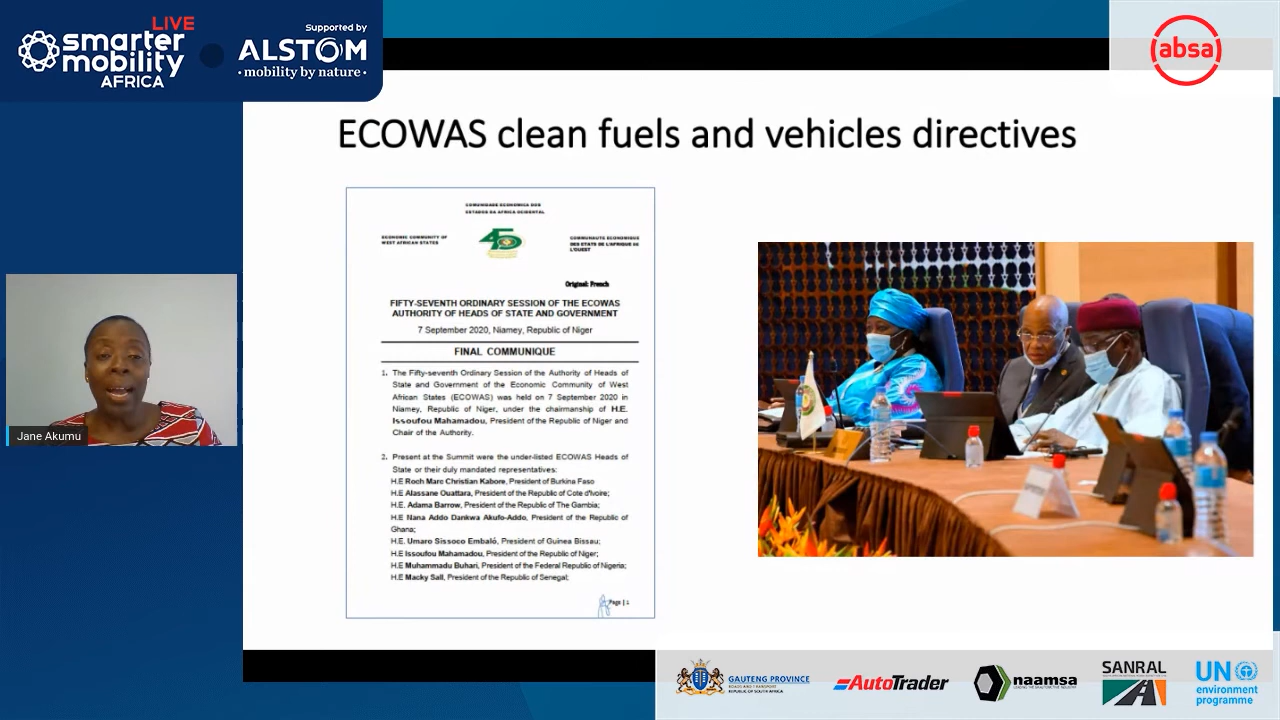 LIVE
smarter
mobility
AFRICA
Supported by
ALSTOM
• mobility by nature •
absa
ECOWAS clean fuels and vehicles directives
COMUNIDADE ECONOMICA DOS
ESTADOS DA AFRICA OCIDENTAL
ECONOMIC COMMUNITY OF
WEST AFRICAN STATES
45
COMMUNAUTE ECONOMIQUE
DES ETATS DE L'AFRIQUE DE
L'OUEST
Original: French
FIFTY-SEVENTH ORDINARY SESSION OF THE ECOWAS
AUTHORITY OF HEADS OF STATE AND GOVERNMENT
7 September 2020, Niamey, Republic of Niger
FINAL COMMUNIQUE
1. The Fifty-seventh Ordinary Session of the Authority of Heads of
State and Government of the Economic Community of West
African States (ECOWAS) was held on 7 September 2020 in
Niamey, Republic of Niger, under the chairmanship of H.E.
Issoufou Mahamadou, President of the Republic of Niger and
Chair of the Authority.
2. Present at the Summit were the under-listed ECOWAS Heads of
State or their duly mandated representatives:
H.E Roch Marc Christian Kabore, President of Burkina Faso
H.E Alassane Ouattara, President of the Republic of Cote d'Ivoire;
H.E. Adama Barrow, President of the Republic of The Gambia;
H.E Nana Addo Dankwa Akufo-Addo, President of the Republic of
Ghana;
H.E. Umaro Sissoco Embaló, President of Guinea Bissau;
H.E Issoufou Mahamadou, President of the Republic of Niger;
H.E Muhammadu Buhari, President of the Federal Republic of Nigeria;
H.E Macky Sall, President of the Republic of Senegal;
Page | 1
Jane Akumu
GAUTENG PROVINCE
ROADS AND TRANSPORT
REPUBLIC OF SOUTH AFRICA
AutoTrader
naamsa
SANRAL
UN
environment
programme